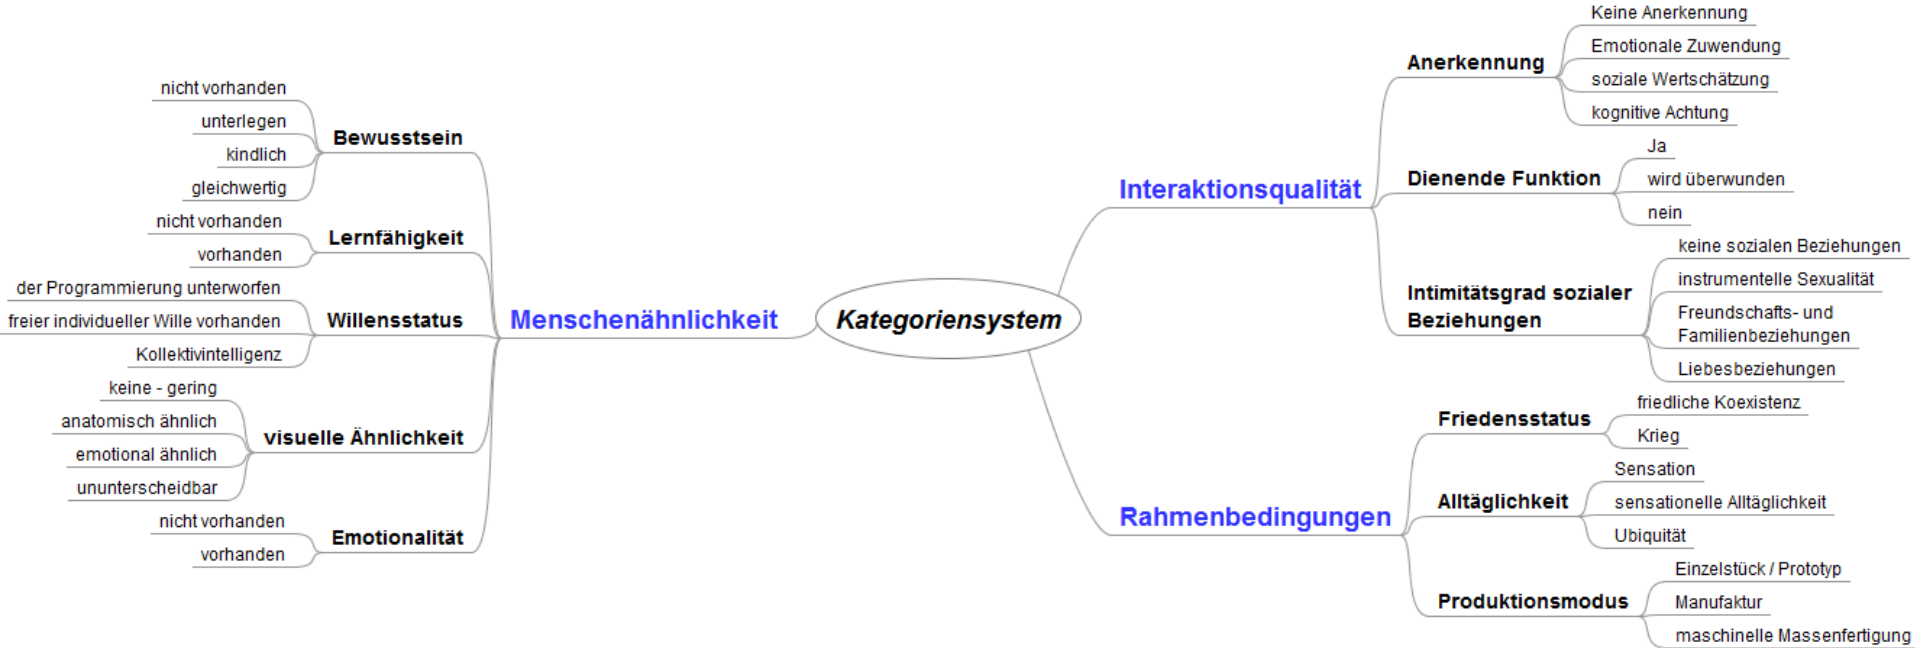 Kategoriensystem
Menschenähnlichkeit
Bewusstsein
nicht vorhanden
unterlegen
kindlich
gleichwertig
Lernfähigkeit
nicht vorhanden
vorhanden
Willensstatus
der Programmierung unterworfen
freier individueller Wille vorhanden
Kollektivintelligenz
visuelle Ähnlichkeit
keine - gering
anatomisch ähnlich
emotional ähnlich
ununterscheidbar
Emotionalität
nicht vorhanden
vorhanden
Interaktionsqualität
Anerkennung
Keine Anerkennung
Emotionale Zuwendung
soziale Wertschätzung
kognitive Achtung
Dienende Funktion
Ja
wird überwunden
nein
Intimitätsgrad sozialer
Beziehungen
keine sozialen Beziehungen
instrumentelle Sexualität
Freundschafts- und
Familienbeziehungen
Liebesbeziehungen
Rahmenbedingungen
Friedensstatus
friedliche Koexistenz
Krieg
Alltäglichkeit
Sensation
sensationelle Alltäglichkeit
Ubiquität
Produktionsmodus
Einzelstück / Prototyp
Manufaktur
maschinelle Massenfertigung